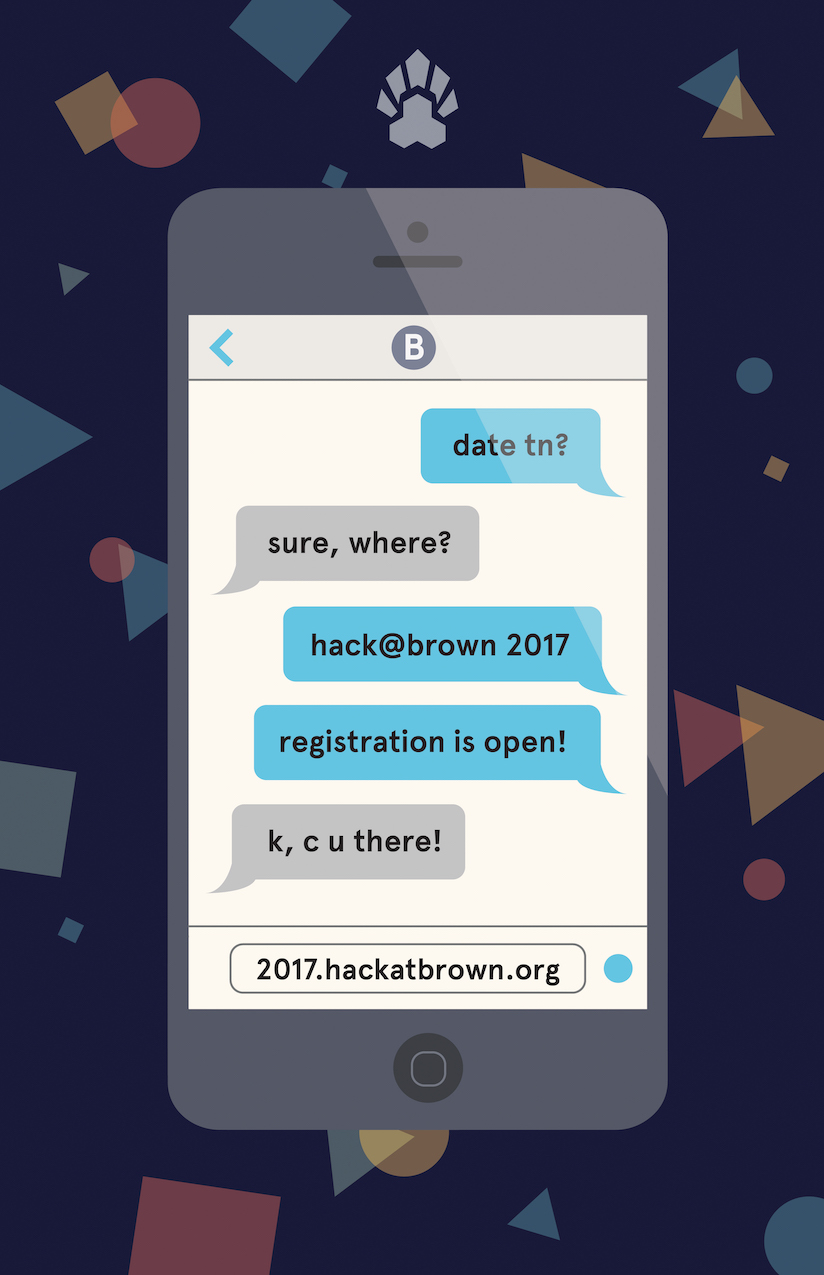 B
date tn?
sure, where?
hack@brown 2017
registration is open!
k, c u there!
2017.hackatbrown.org